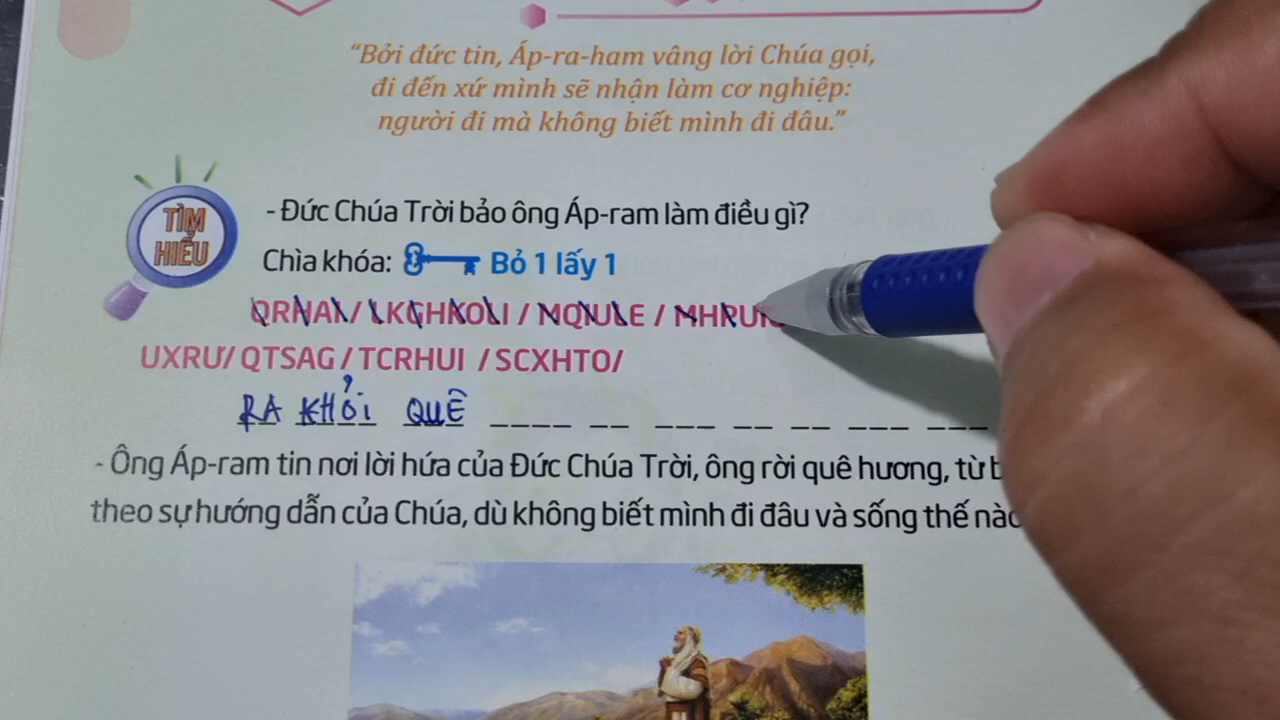 “Bởi đức tin, Áp-ra-ham vâng lời Chúa gọi,
đi đến xứ mình sẽ nhận làm cơ nghiệp:
người đi mà không biết mình đi đâu.”
TÌM
HIỂU
- Đức Chúa Trời bảo ông Áp-ram làm điều gì?
Chìa khóa: Bỏ 1 lấy 1
QRHAI/ LKGHKOLI / MQNULE /
UXRU/ QTSAG / TCRHUI / SCXHTO/
RA KHỎI QUÊ
- Ông Áp-ram tin nơi lời hứa của Đức Chúa Trời, ông rời quê hương, từ
theo sự hướng dẫn của Chúa, dù không biết mình đi đâu và sống thế nào